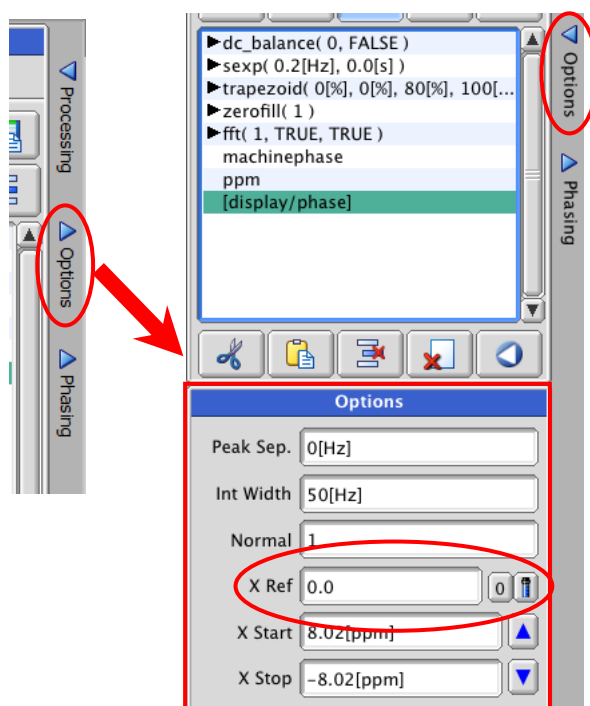 Processing
Options
Phasing
dc_balance( 0, FALSE )
sexp( 0.2[Hz], 0.0[s] )
trapezoid( 0[%], 0[%], 80[%], 100[...
zerofill( 1 )
fft( 1, TRUE, TRUE )
machinephase
ppm
[display/phase]
Options
Phasing
Options
Peak Sep. 0[Hz]
Int Width 50[Hz]
Normal 1
X Ref 0.0 0
X Start 8.02[ppm]
X Stop -8.02[ppm]